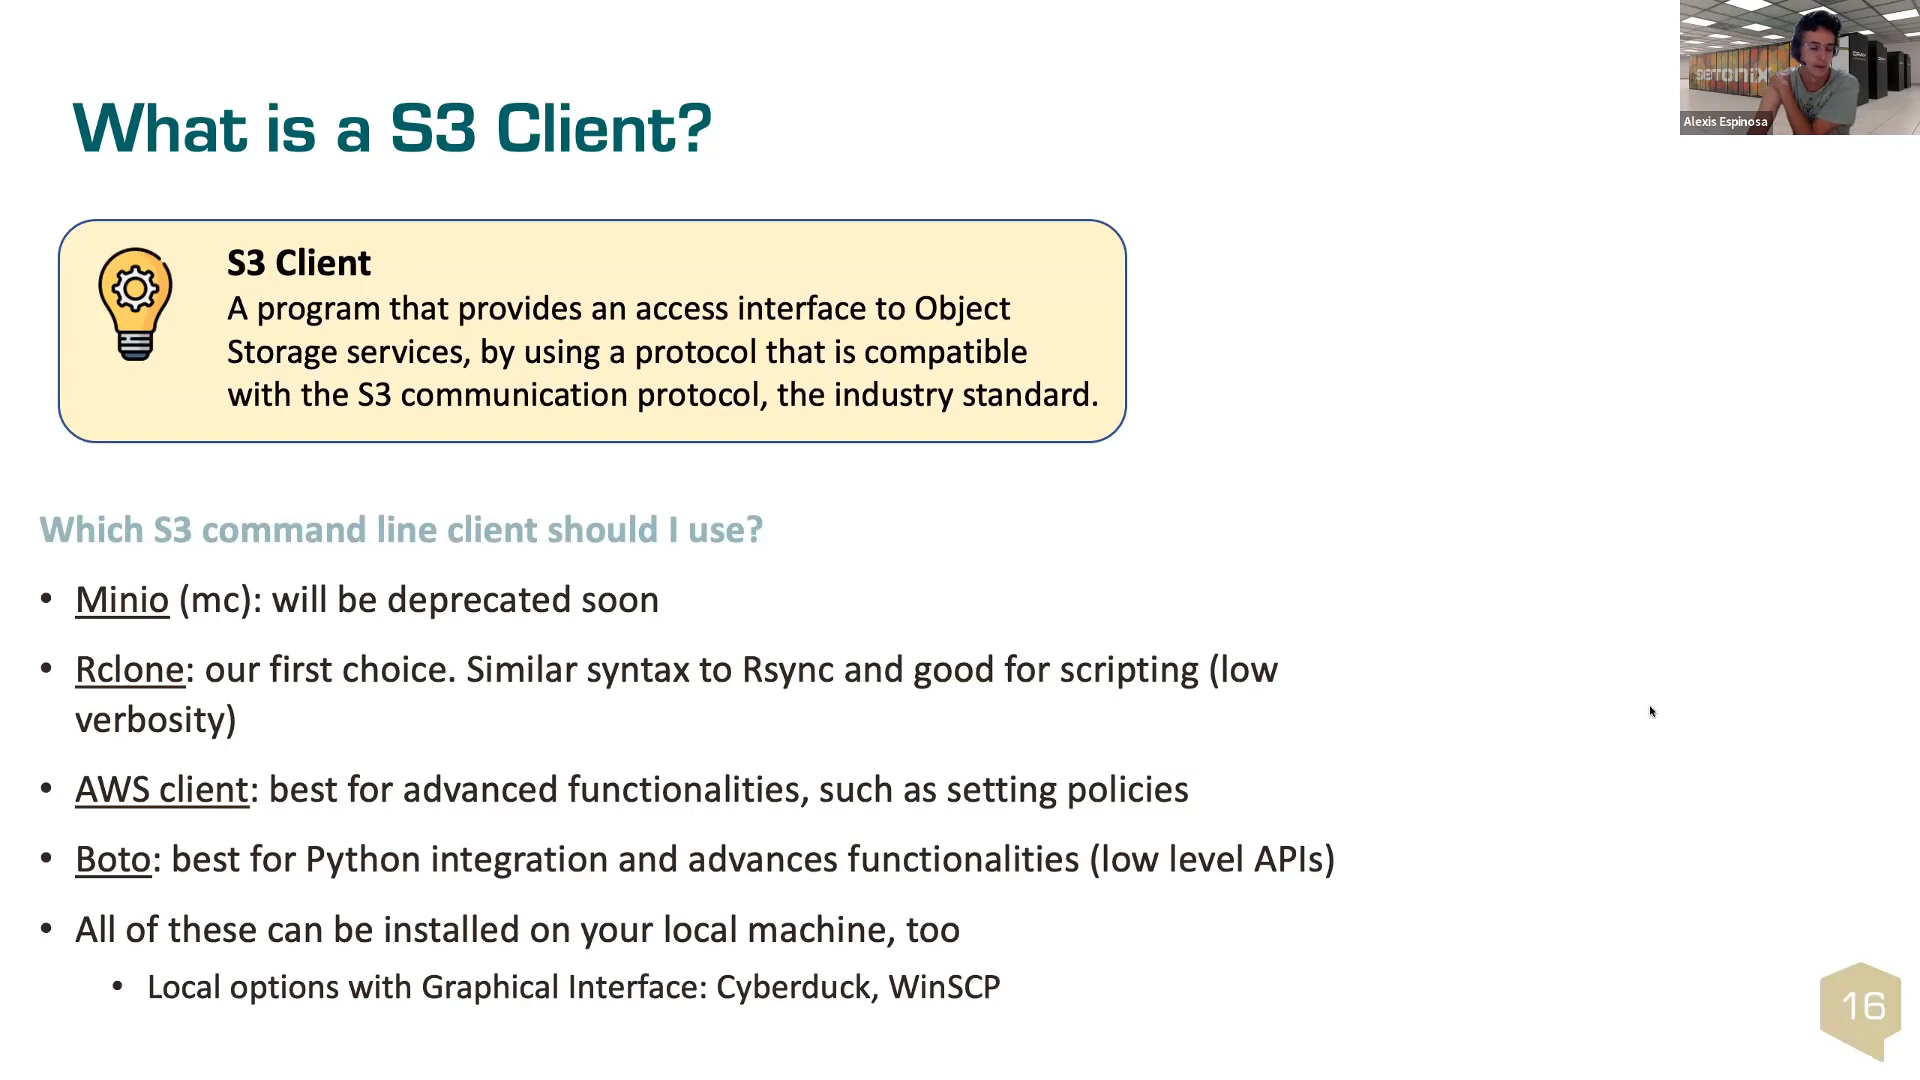 What is a S3 Client?
S3 Client
A program that provides an access interface to Object
Storage services, by using a protocol that is compatible
with the S3 communication protocol, the industry standard.
Which S3 command line client should I use?
• Minio (mc): will be deprecated soon
• Rclone: our first choice. Similar syntax to Rsync and good for scripting (low
verbosity)
• AWS client: best for advanced functionalities, such as setting policies
• Boto: best for Python integration and advances functionalities (low level APIs)
• All of these can be installed on your local machine, too
• Local options with Graphical Interface: Cyberduck, WinSCP
16
SETONIX
CRAY
Alexis Espinosa